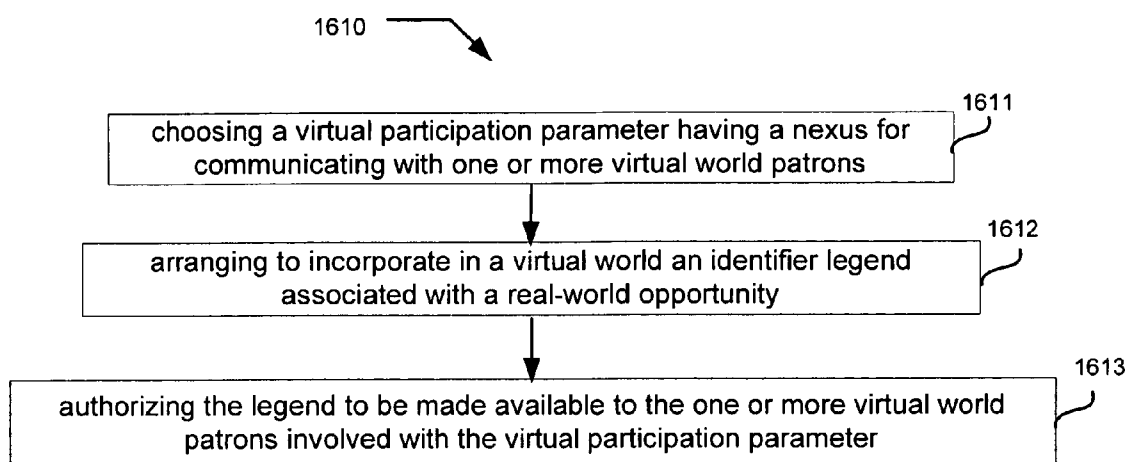 1610
1611
choosing a virtual participation parameter having a nexus for
communicating with one or more virtual world patrons
1612
arranging to incorporate in a virtual world an identifier legend
associated with a real-world opportunity
1613
authorizing the legend to be made available to the one or more virtual world
patrons involved with the virtual participation parameter